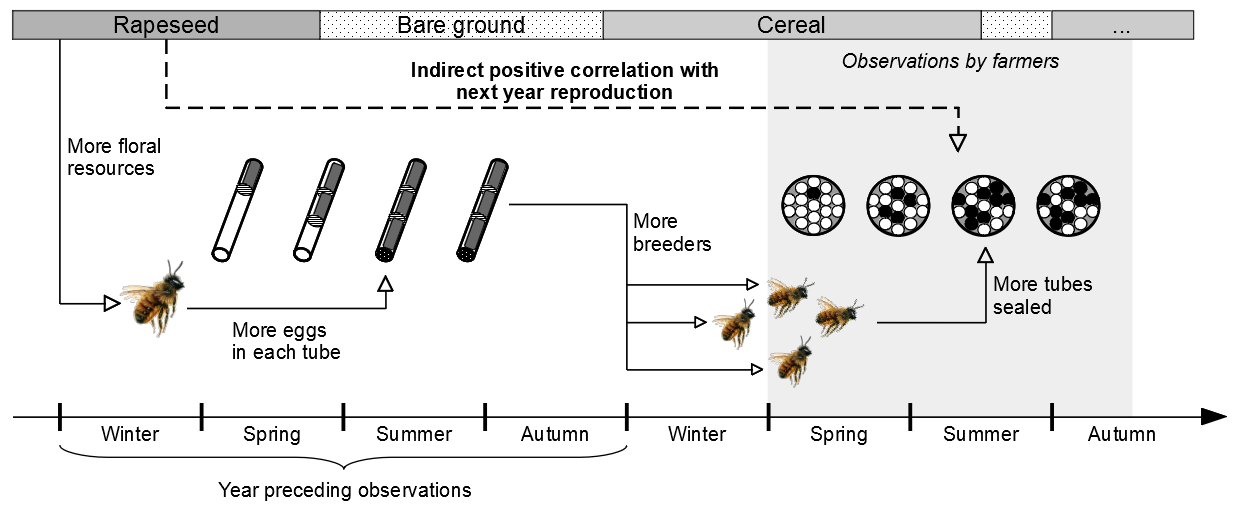 Rapeseed
Bare ground
Cereal
...
Observations by farmers
Indirect positive correlation with
next year reproduction
More floral
resources
More
breeders
More tubes
sealed
More eggs
in each tube
Winter
Spring
Summer
Autumn
Winter
Spring
Summer
Autumn
Year preceding observations